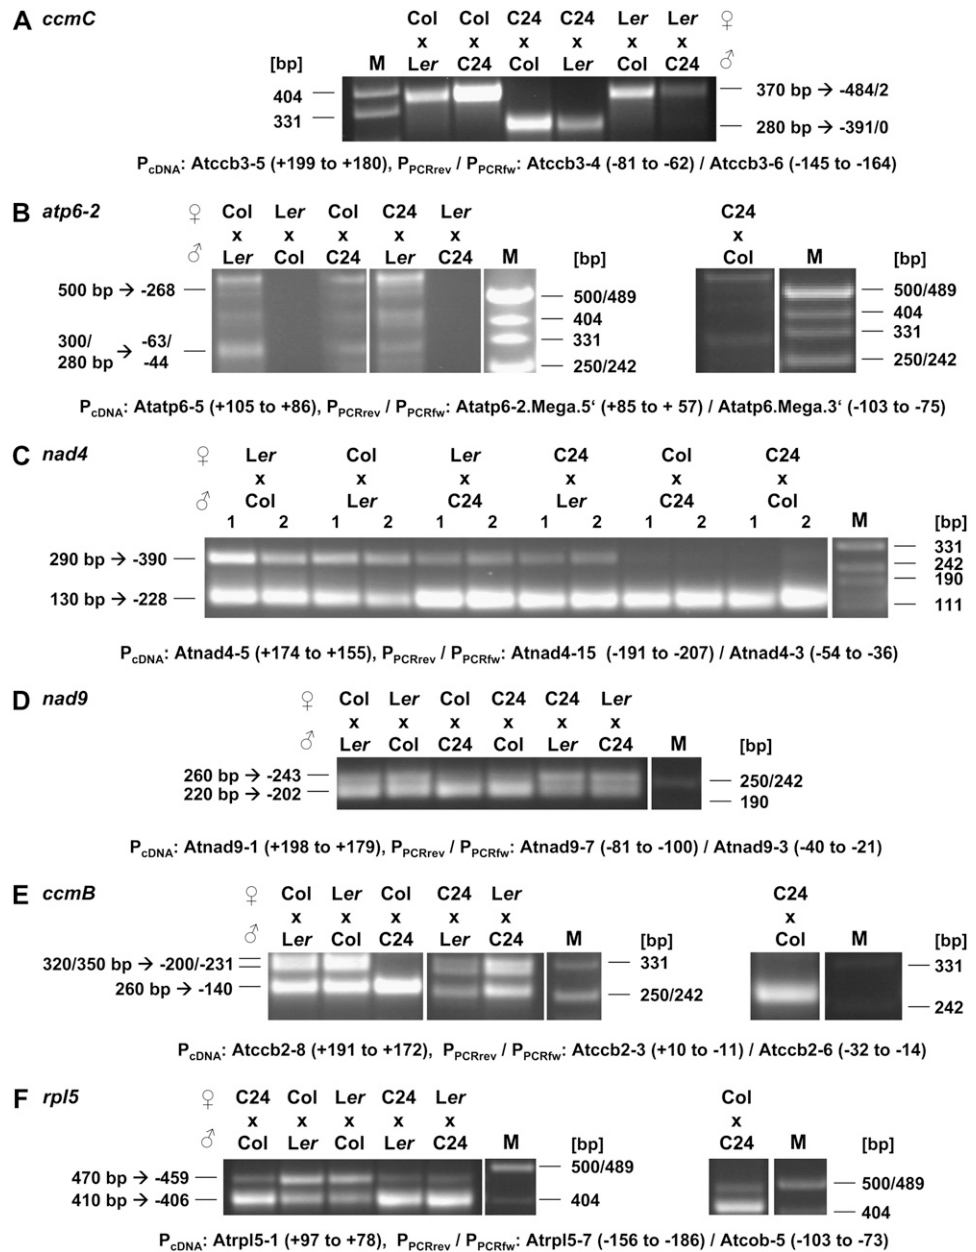 A ccmC
Col Col C24 C24 Ler Ler ♀
x x x x x x
[bp] M Ler C24 Col Ler Col C24 ♂
404 370 bp → -484/2
331 280 bp → -391/0
PcDNA: Atccb3-5 (+199 to +180), PPCRrev / PPCRfw: Atccb3-4 (-81 to -62) / Atccb3-6 (-145 to -164)
B atp6-2 ♀ Col Ler Col C24 Ler C24
x x x x x x
♂ Ler Col C24 Ler C24 M [bp] Col M [bp]
500 bp → -268 500/489 500/489
404 404
300/ -63/ 331 331
280 bp → -44 250/242 250/242
PcDNA: Atatp6-5 (+105 to +86), PPCRrev / PPCRfw: Atatp6-2.Mega.5‘ (+85 to + 57) / Atatp6.Mega.3‘ (-103 to -75)
C nad4 ♀ Ler Col Ler C24 Col C24
x x x x x x
♂ Col Ler C24 Ler C24 Col
1 2 1 2 1 2 1 2 1 2 1 2 M [bp]
290 bp → -390 331
242
190
130 bp → -228 111
PcDNA: Atnad4-5 (+174 to +155), PPCRrev / PPCRfw: Atnad4-15 (-191 to -207) / Atnad4-3 (-54 to -36)
D nad9 ♀ Col Ler Col C24 C24 Ler
x x x x x x
♂ Ler Col C24 Col Ler C24 M [bp]
260 bp → -243 250/242
220 bp → -202 190
PcDNA: Atnad9-1 (+198 to +179), PPCRrev / PPCRfw: Atnad9-7 (-81 to -100) / Atnad9-3 (-40 to -21)
E ccmB ♀ Col Ler Col C24 Ler C24
x x x x x x
♂ Ler Col C24 Ler C24 M [bp] Col M [bp]
320/350 bp → -200/-231 331 331
260 bp → -140 250/242 242
PcDNA: Atccb2-8 (+191 to +172), PPCRrev / PPCRfw: Atccb2-3 (+10 to -11) / Atccb2-6 (-32 to -14)
F rpl5 ♀ C24 Col Ler C24 Ler Col
x x x x x x
♂ Col Ler Col Ler C24 M [bp] C24 M [bp]
470 bp → -459 500/489 500/489
410 bp → -406 404 404
PcDNA: Atrpl5-1 (+97 to +78), PPCRrev / PPCRfw: Atrpl5-7 (-156 to -186) / Atcob-5 (-103 to -73)